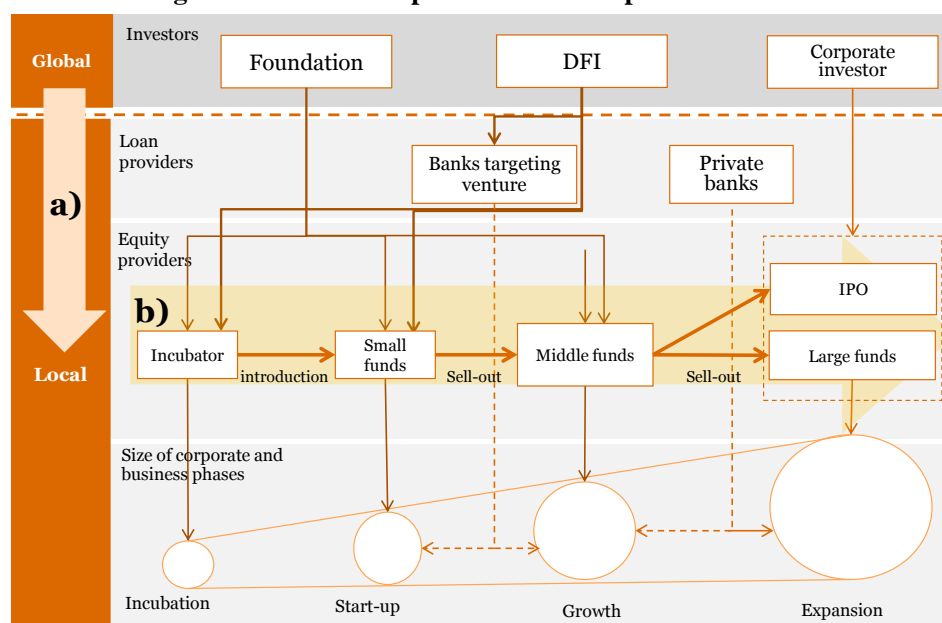 Investors
Global
Foundation
DFI
Corporate
investor
Loan
providers
Banks targeting
venture
Private
banks
a)
Equity
providers
b)
IPO
Incubator
Small
funds
Middle funds
Large funds
introduction
Sell-out
Sell-out
Local
Size of corporate and
business phases
Incubation
Start-up
Growth
Expansion